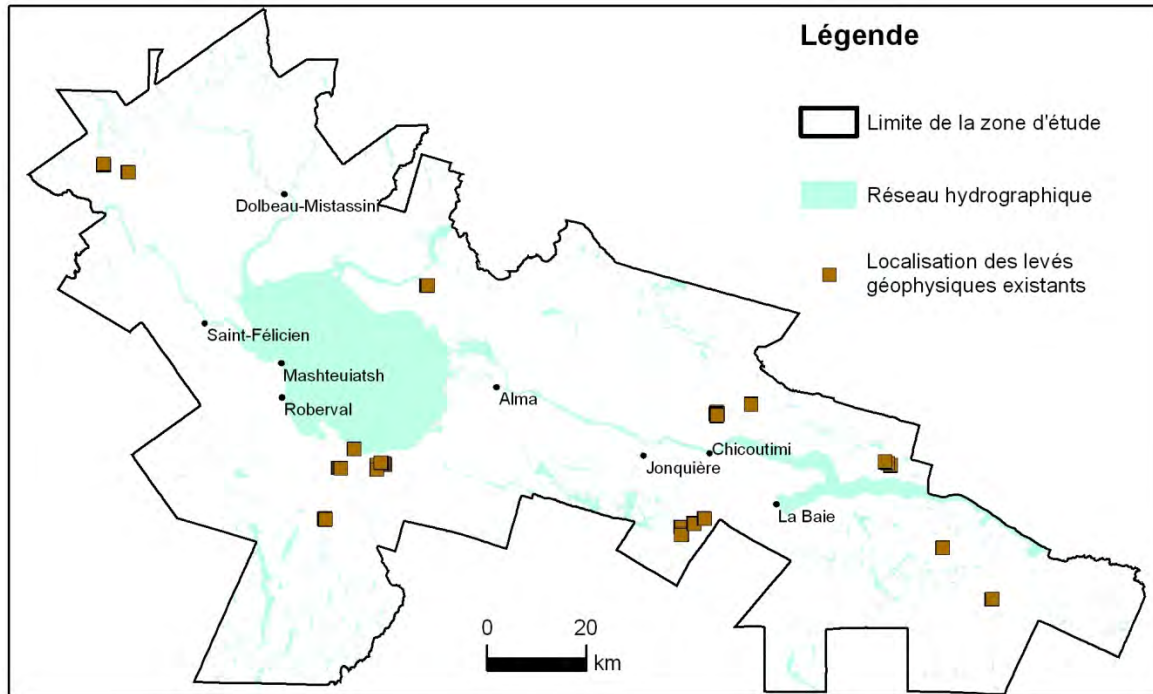 Légende
Limite de la zone d'étude
Réseau hydrographique
Localisation des levés
géophysiques existants
Dolbeau-Mistassini
Saint-Félicien
Mashteuiatsh
Roberval
Alma
Chicoutimi
Jonquière
La Baie
0 20
km